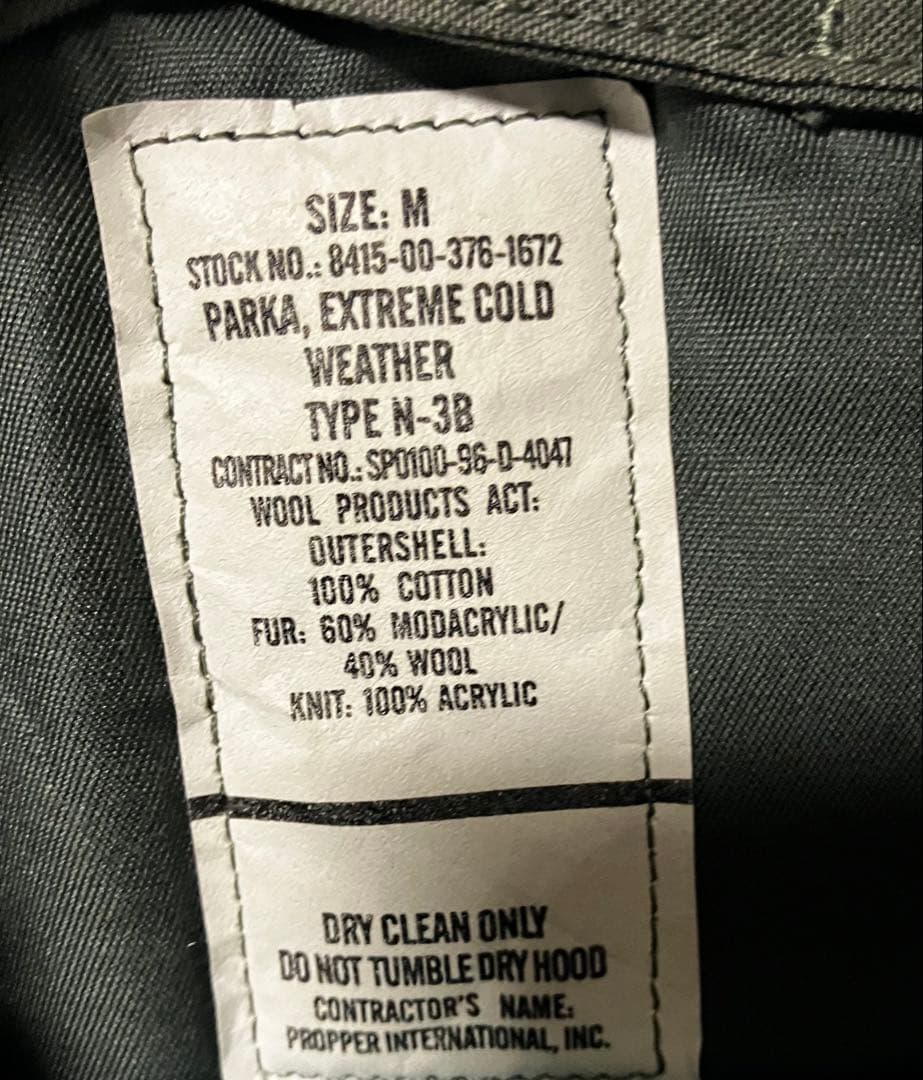 SIZE: M
STOCK NO.: 8415-00-376-1672
PARKA, EXTREME COLD
WEATHER
TYPE N-3B
CONTRACT NO.: SPO100-96-D-4047
WOOL PRODUCTS ACT:
OUTERSHELL:
100% COTTON
FUR: 60% MODACRYLIC/
40% WOOL
KNIT: 100% ACRYLIC
DRY CLEAN ONLY
DO NOT TUMBLE DRY HOOD
CONTRACTOR'S NAME:
PROPPER INTERNATIONAL, INC.